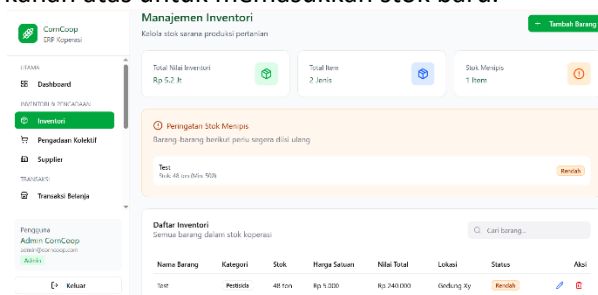 kanan atas untuk memasukkan stok baru.
CornCoop
ERP Koperasi
UTAMA
Dashboard
INVENTORI & PENGADAAN
Inventori
Pengadaan Kolektif
Supplier
TRANSAKSI
Transaksi Belanja
Pengguna
Admin CornCoop
admin@corncoop.com
Admin
Keluar
Manajemen Inventori
Kelola stok sarana produksi pertanian
Tambah Barang
Total Nilai Inventori
Rp 5.2 Jt
Total Item
2 Jenis
Stok Menipis
1 Item
Peringatan Stok Menipis
Barang-barang berikut perlu segera diisi ulang
Test
Stok: 48 ton (Min: 500)
Rendah
Daftar Inventori
Semua barang dalam stok koperasi
Cari barang...
Nama Barang Kategori Stok Harga Satuan Nilai Total Lokasi Status Aksi
Test Pestisida 48 ton Rp 5.000 Rp 240.000 Gedung Xy Rendah